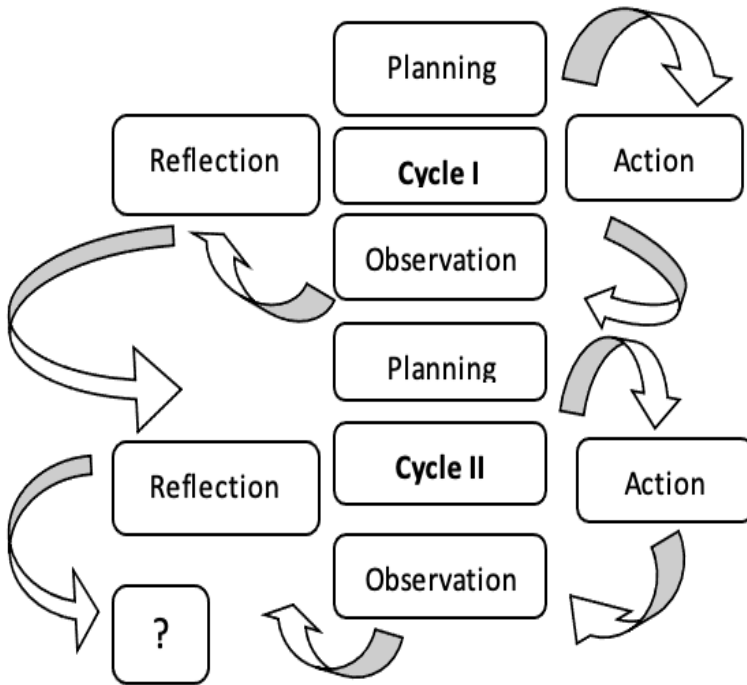 Planning
Reflection
Cycle I
Action
Observation
Planning
Reflection
Cycle II
Action
Observation
?